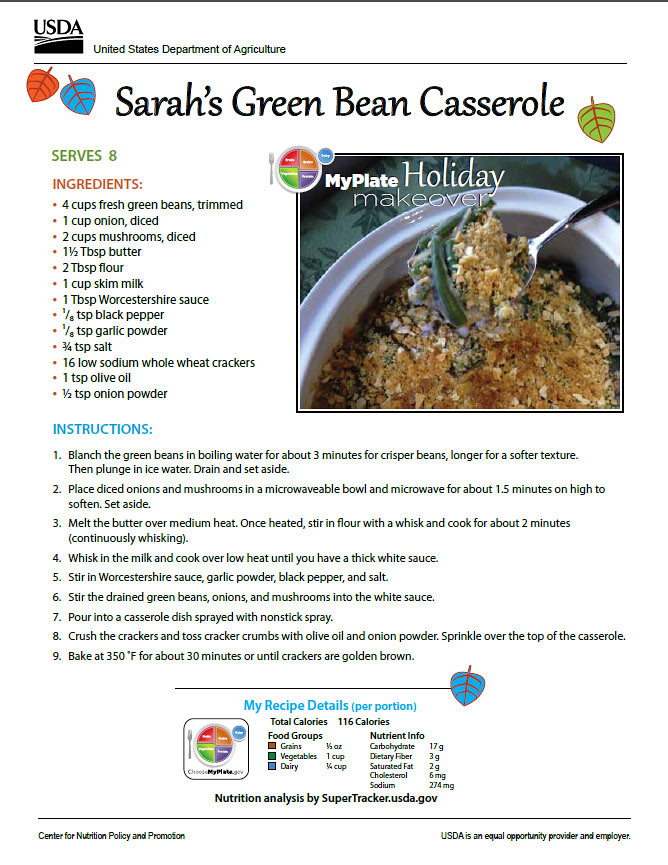 USDA
United States Department of Agriculture
Sarah's Green Bean Casserole
SERVES 8
INGREDIENTS:
• 4 cups fresh green beans, trimmed
• 1 cup onion, diced
• 2 cups mushrooms, diced
• 1½ Tbsp butter
• 2 Tbsp flour
• 1 cup skim milk
• 1 Tbsp Worcestershire sauce
• 1/8 tsp black pepper
• 1/8 tsp garlic powder
• ¾ tsp salt
• 16 low sodium whole wheat crackers
• 1 tsp olive oil
• ½ tsp onion powder
MyPlate Holiday
makeover
INSTRUCTIONS:
1. Blanch the green beans in boiling water for about 3 minutes for crisper beans, longer for a softer texture.
Then plunge in ice water. Drain and set aside.
2. Place diced onions and mushrooms in a microwaveable bowl and microwave for about 1.5 minutes on high to
soften. Set aside.
3. Melt the butter over medium heat. Once heated, stir in flour with a whisk and cook for about 2 minutes
(continuously whisking).
4. Whisk in the milk and cook over low heat until you have a thick white sauce.
5. Stir in Worcestershire sauce, garlic powder, black pepper, and salt.
6. Stir the drained green beans, onions, and mushrooms into the white sauce.
7. Pour into a casserole dish sprayed with nonstick spray.
8. Crush the crackers and toss cracker crumbs with olive oil and onion powder. Sprinkle over the top of the casserole.
9. Bake at 350 ˚F for about 30 minutes or until crackers are golden brown.
My Recipe Details (per portion)
Total Calories 116 Calories
Food Groups Nutrient Info
Grains ½ oz Carbohydrate 17 g
Vegetables 1 cup Dietary Fiber 3 g
Dairy ¼ cup Saturated Fat 2 g
Cholesterol 6 mg
Sodium 274 mg
ChooseMyPlate.gov
Nutrition analysis by SuperTracker.usda.gov
Center for Nutrition Policy and Promotion
USDA is an equal opportunity provider and employer.